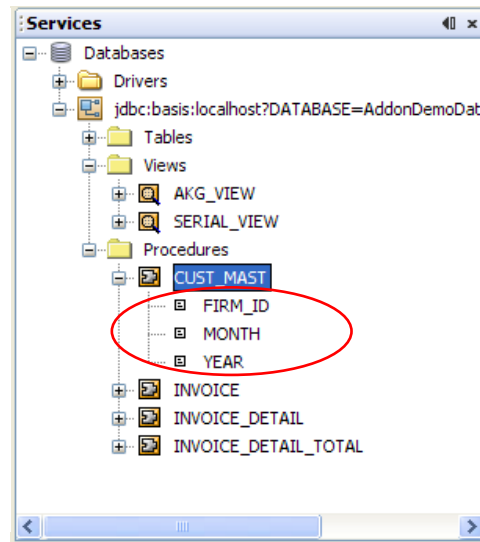 Services
Databases
Drivers
jdbc:basis:localhost?DATABASE=AddonDemoDat
Tables
Views
AKG_VIEW
SERIAL_VIEW
Procedures
CUST_MAST
FIRM_ID
MONTH
YEAR
INVOICE
INVOICE_DETAIL
INVOICE_DETAIL_TOTAL